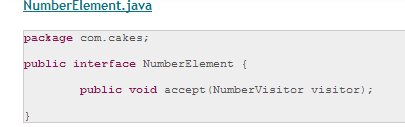 NumberElement.java
package com.cakes;
public interface NumberElement {
public void accept(NumberVisitor visitor);
}